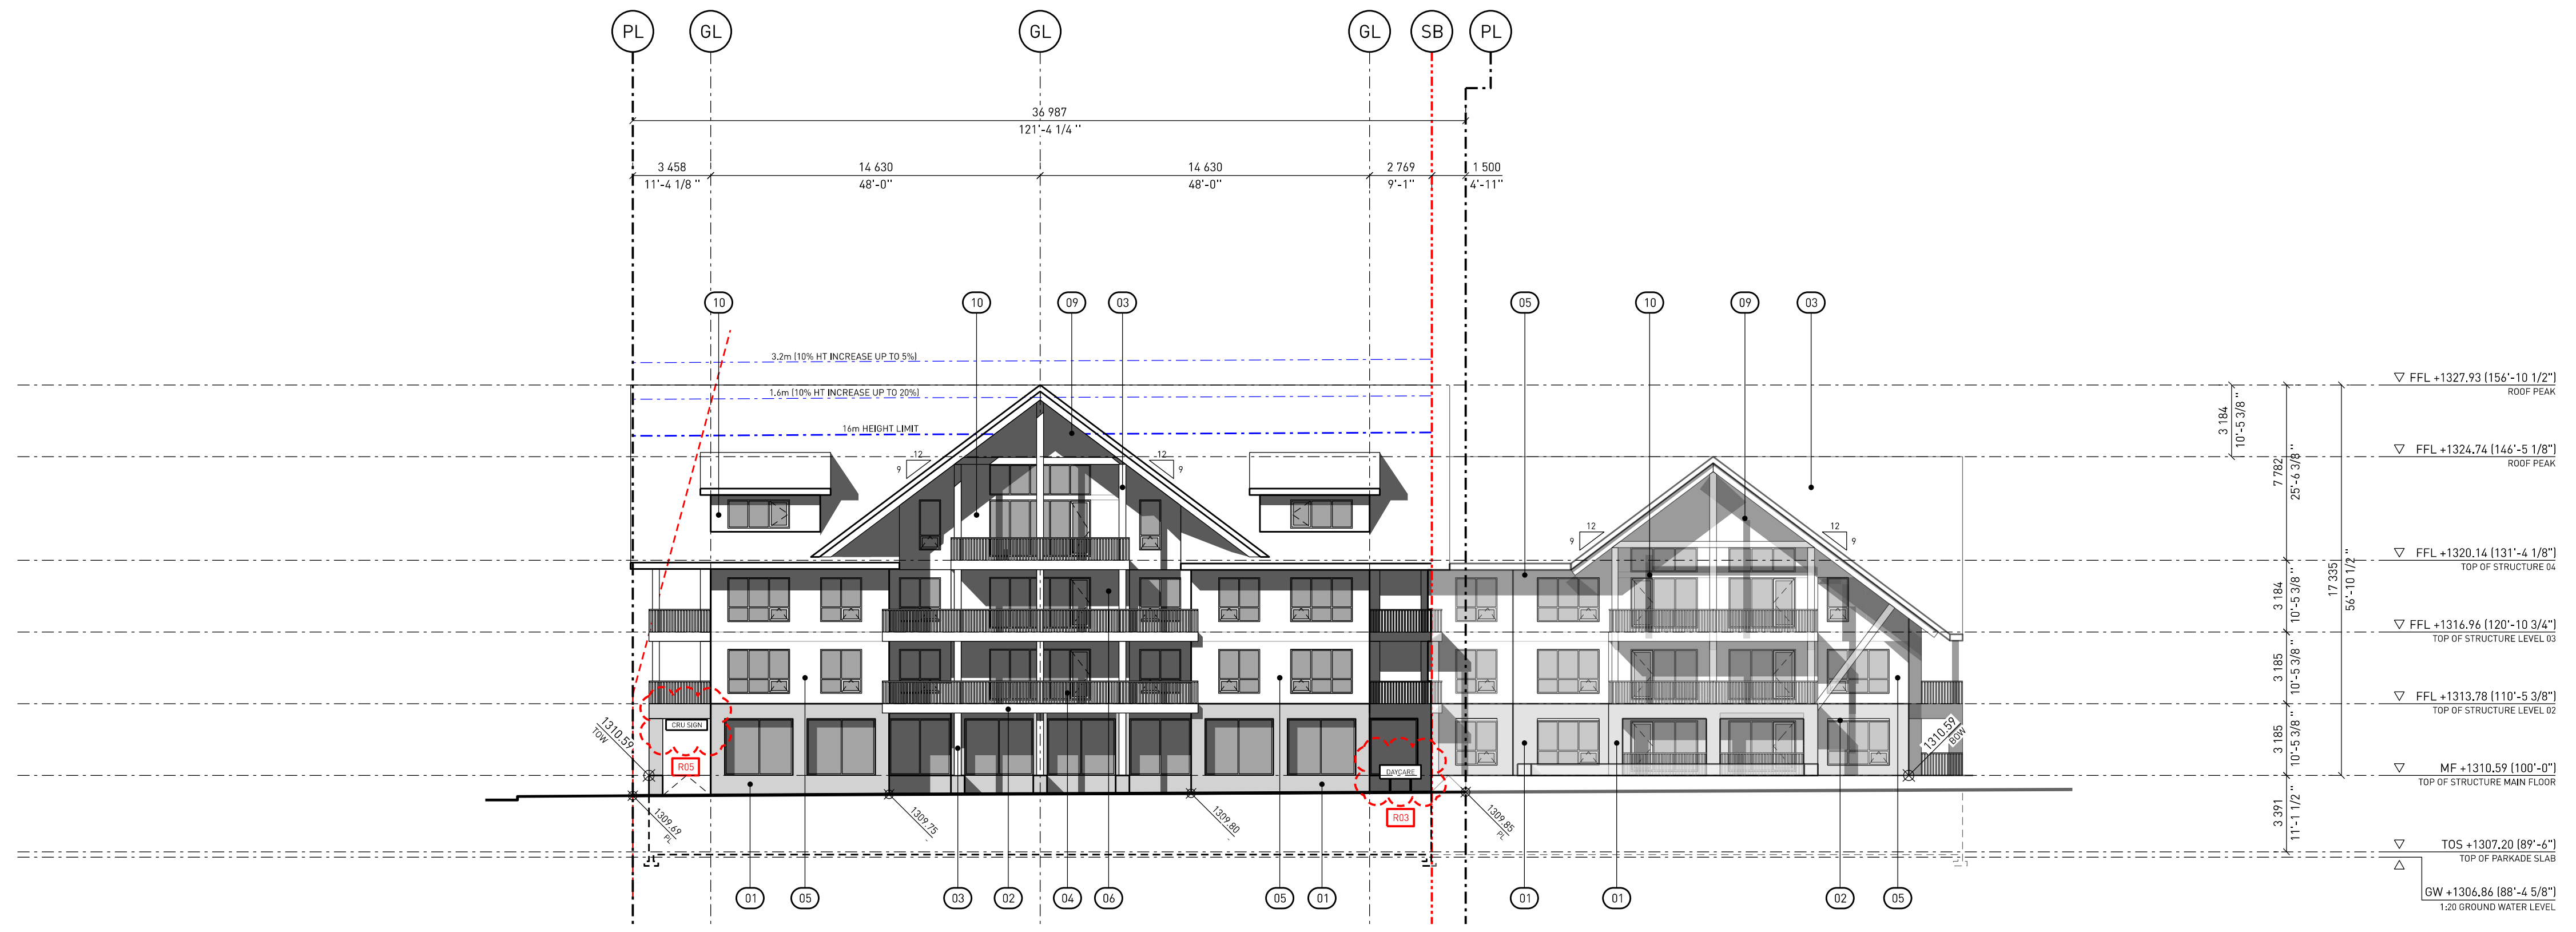 PL GL GL GL SB PL
36 987
121'-4 1/4 ''
3 458 14 630 14 630 2 769 1 500
11'-4 1/8 '' 48'-0'' 48'-0'' 9'-1'' 4'-11''
10 10 09 03 05 10 09 03
3.2m (10% HT INCREASE UP TO 5%)
1.6m (10% HT INCREASE UP TO 20%)
16m HEIGHT LIMIT
12 9
12 9
12 9
12 9
CRU SIGN
R05
DAYCARE
R03
1310.59
TOW
1310.59
BOW
1309.69
PL
1309.75
1309.80
1309.85
PL
01 05 03 02 04 06 05 01 01 01 02 05
3 184
10'-5 3/8 ''
7 782
25'-6 3/8 ''
3 184
10'-5 3/8 ''
3 185
10'-5 3/8 ''
3 185
10'-5 3/8 ''
3 391
11'-1 1/2 ''
17 335
56'-10 1/2 ''
FFL +1327.93 (156'-10 1/2")
ROOF PEAK
FFL +1324.74 (146'-5 1/8")
ROOF PEAK
FFL +1320.14 (131'-4 1/8")
TOP OF STRUCTURE 04
FFL +1316.96 (120'-10 3/4")
TOP OF STRUCTURE LEVEL 03
FFL +1313.78 (110'-5 3/8")
TOP OF STRUCTURE LEVEL 02
MF +1310.59 (100'-0")
TOP OF STRUCTURE MAIN FLOOR
TOS +1307.20 (89'-6")
TOP OF PARKADE SLAB
GW +1306.86 (88'-4 5/8")
1:20 GROUND WATER LEVEL